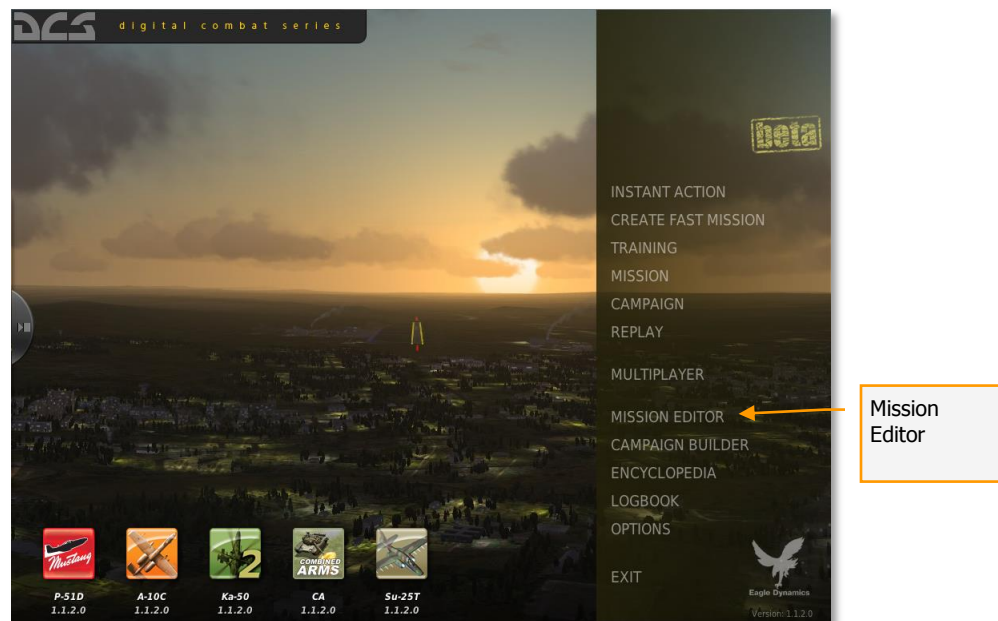 DCS digital combat series
beta
INSTANT ACTION
CREATE FAST MISSION
TRAINING
MISSION
CAMPAIGN
REPLAY
MULTIPLAYER
MISSION EDITOR
CAMPAIGN BUILDER
ENCYCLOPEDIA
LOGBOOK
OPTIONS
EXIT
Mission
Editor
Mustang
2
COMBINED
ARMS
P-51D
1.1.2.0
A-10C
1.1.2.0
Ka-50
1.1.2.0
CA
1.1.2.0
Su-25T
1.1.2.0
Eagle Dynamics
Version: 1.1.2.0